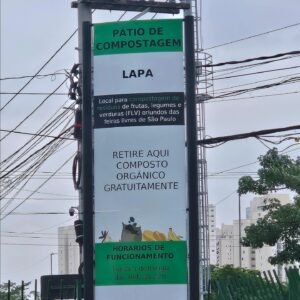 PÁTIO DE
COMPOSTAGEM
LAPA
Local para compostagem de
resíduos de frutas, legumes e
verduras (FLV) oriundos das
feiras livres de São Paulo
RETIRE AQUI
COMPOSTO
ORGÂNICO
GRATUITAMENTE
HORÁRIOS DE
FUNCIONAMENTO